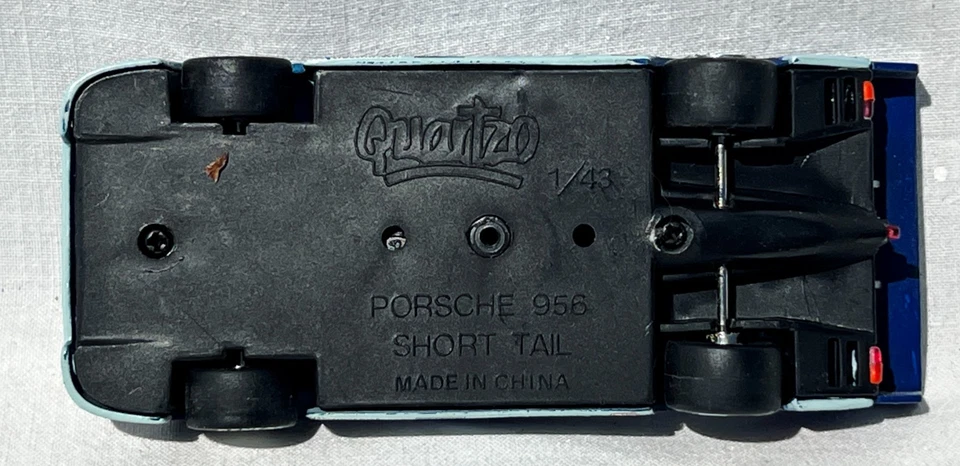 Quartzo
1/43
PORSCHE 956
SHORT TAIL
MADE IN CHINA